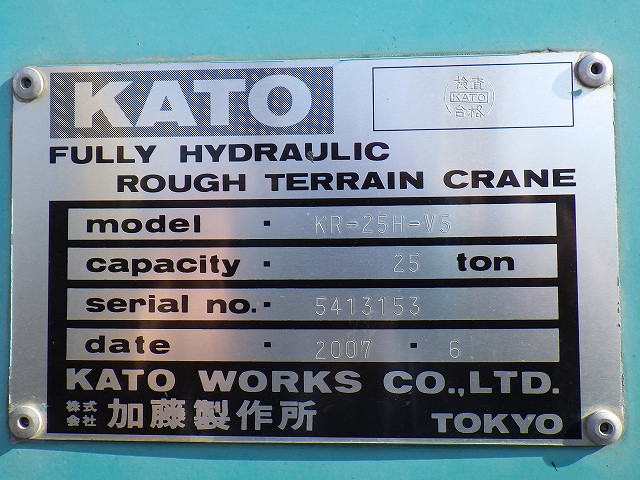 KATO
検査
KATO
合格
FULLY HYDRAULIC
ROUGH TERRAIN CRANE
model · KR-25H-V5
capacity · 25 ton
serial no. · 5413153
date · 2007 · 6
KATO WORKS CO.,LTD.
株式会社 加藤製作所 TOKYO